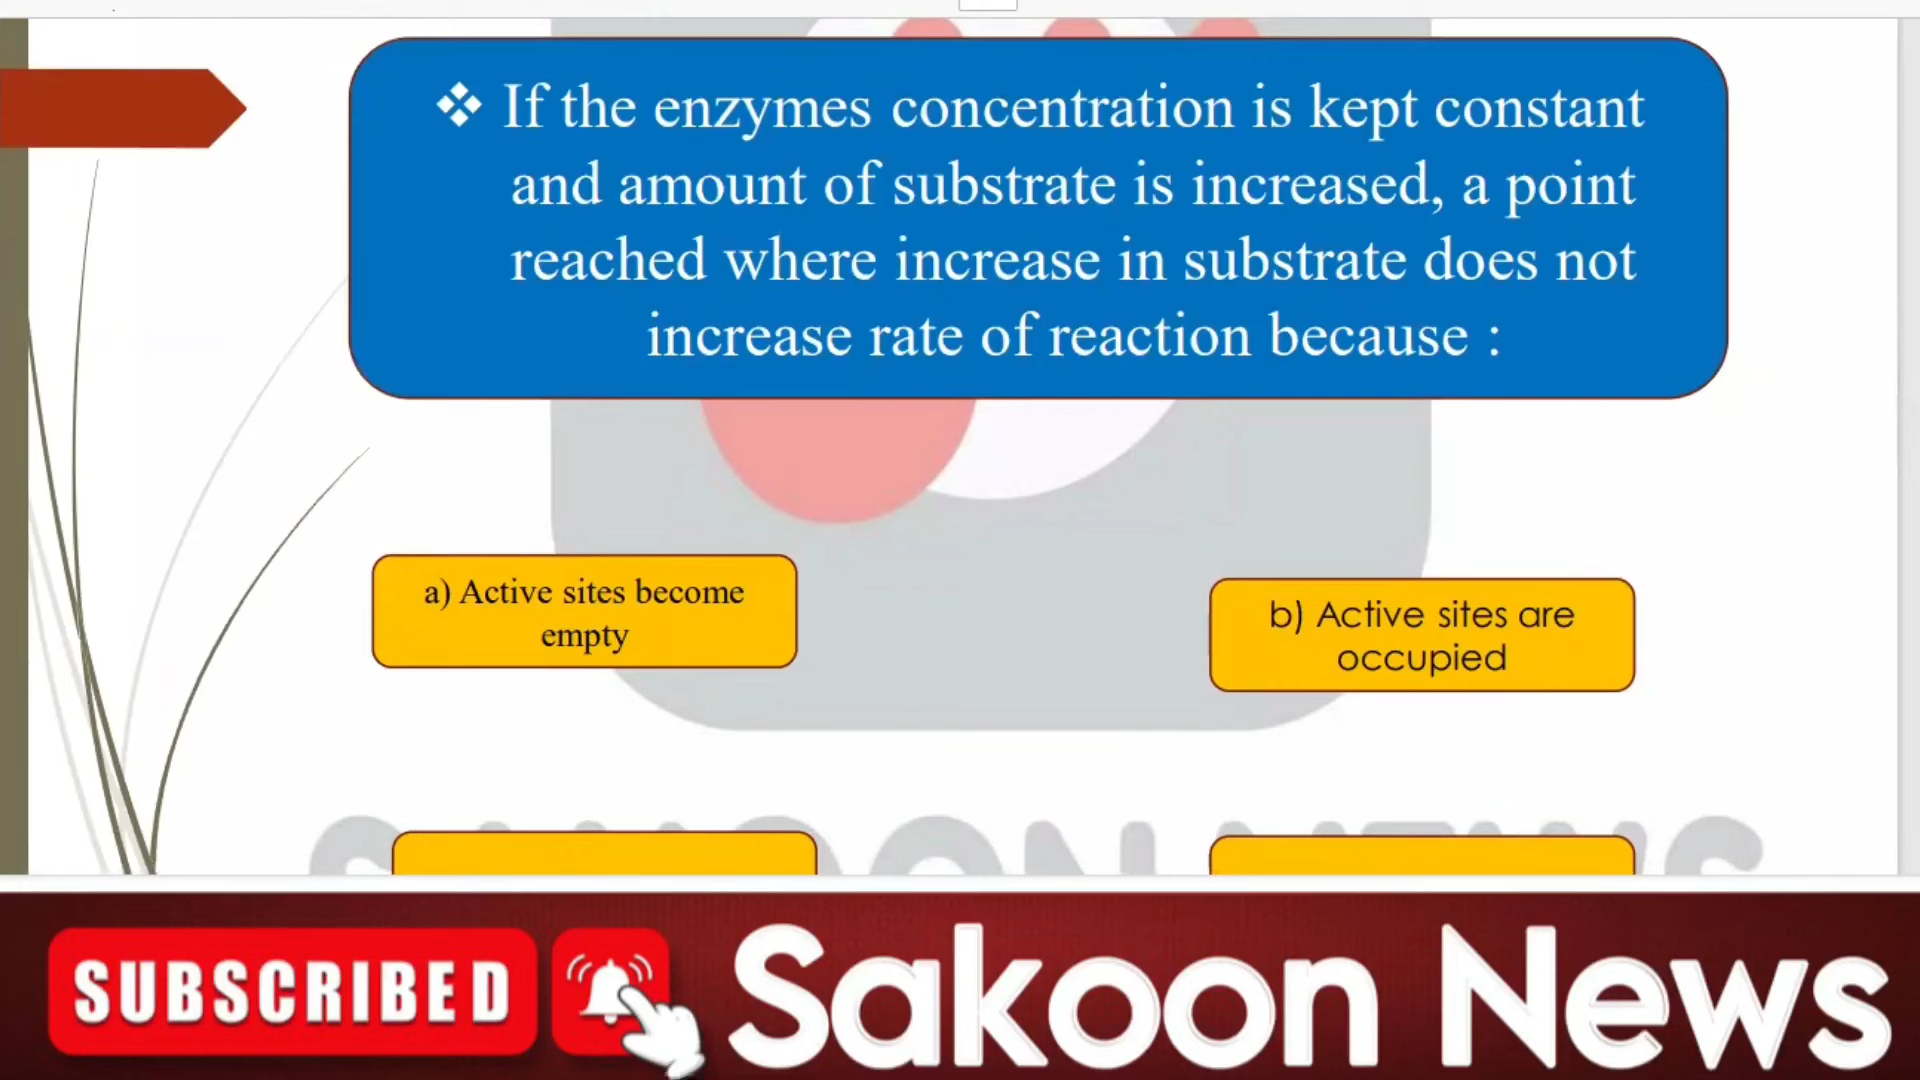 ❖ If the enzymes concentration is kept constant
and amount of substrate is increased, a point
reached where increase in substrate does not
increase rate of reaction because :
a) Active sites become
empty
b) Active sites are
occupied
SUBSCRIBED
Sakoon News